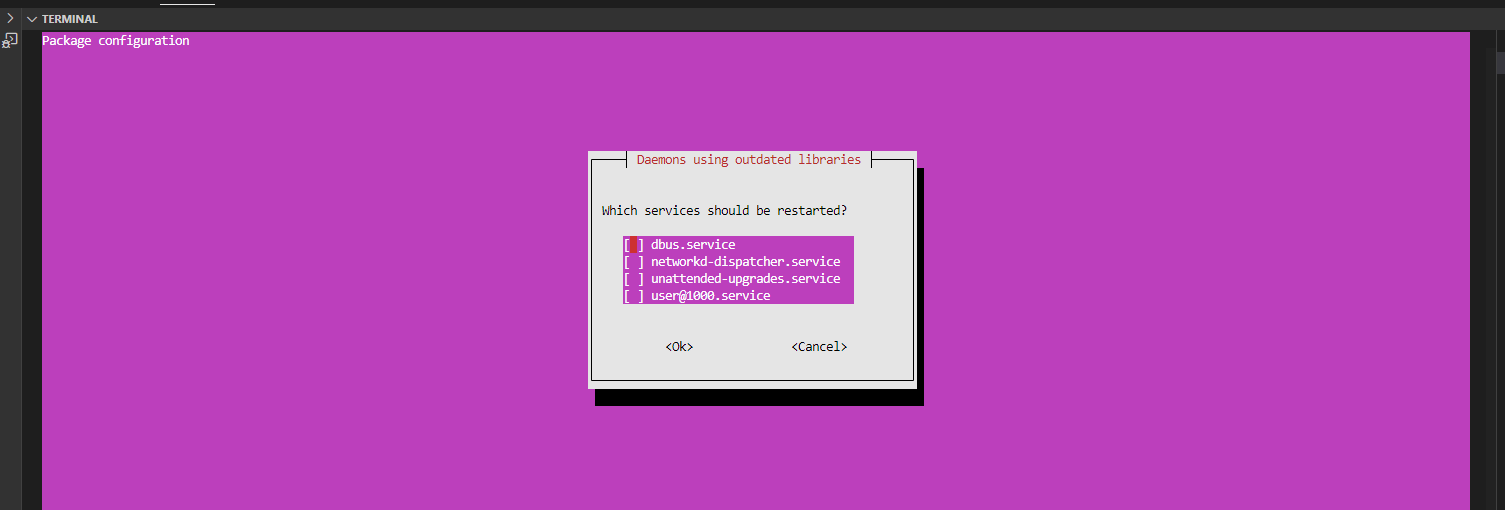 TERMINAL
Package configuration
Daemons using outdated libraries
Which services should be restarted?
[ ] dbus.service
[ ] networkd-dispatcher.service
[ ] unattended-upgrades.service
[ ] user@1000.service
<Ok> <Cancel>